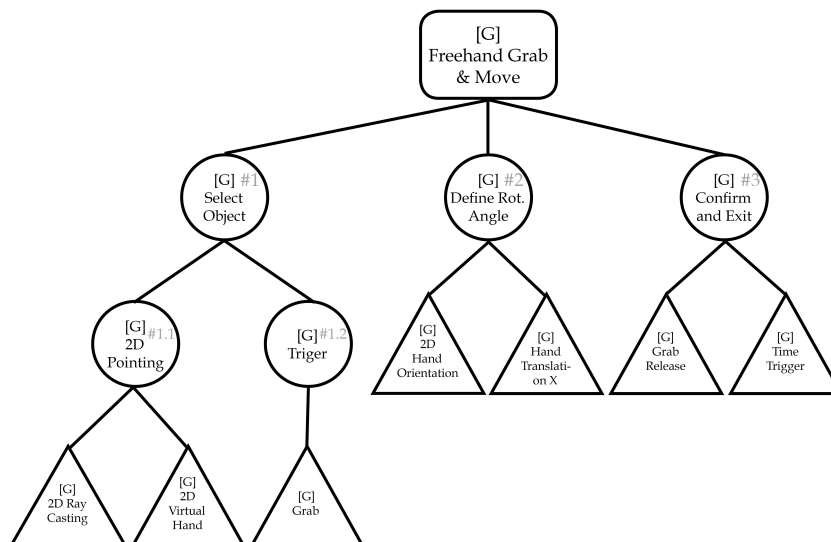 [G]
Freehand Grab
& Move
[G] #1
Select
Object
[G] #2
Define Rot.
Angle
[G] #3
Confirm
and Exit
[G]
2D #1.1
Pointing
[G] #1.2
Triger
[G]
2D
Hand
Orientation
[G]
Hand
Translati-
on X
[G]
Grab
Release
[G]
Time
Trigger
[G]
2D Ray
Casting
[G]
2D
Virtual
Hand
[G]
Grab